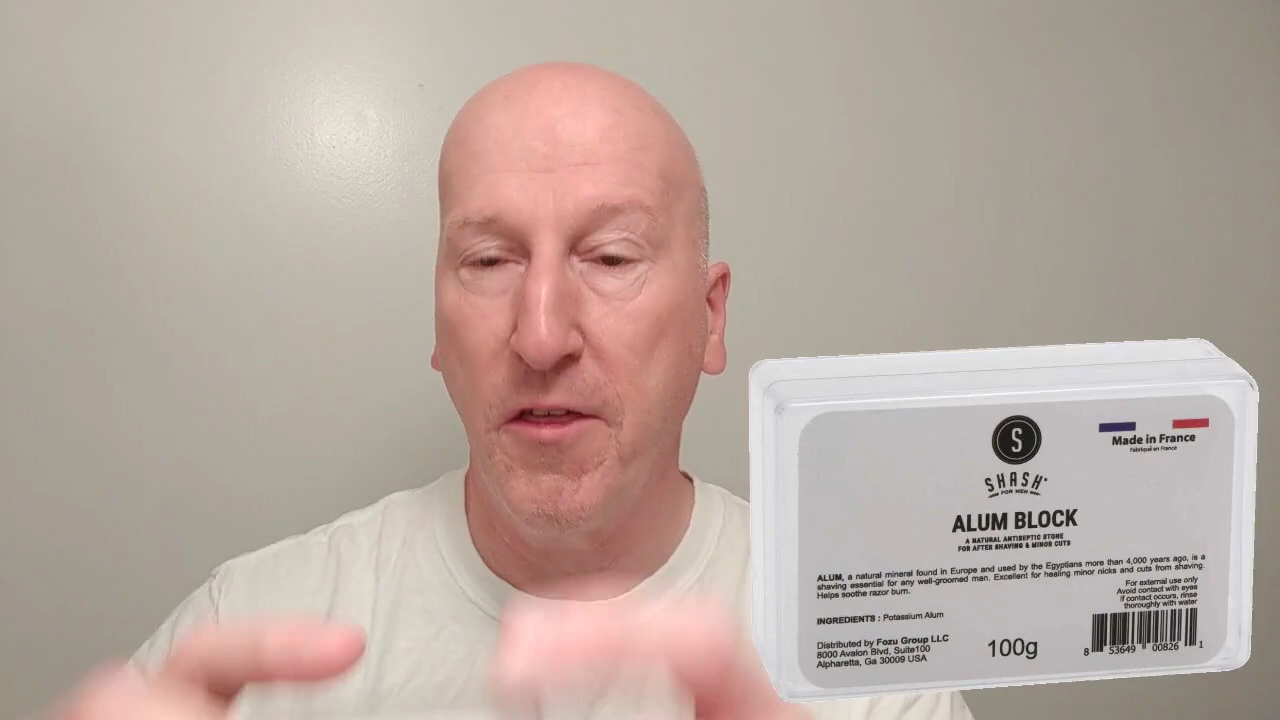 S
SHASH
FOR MEN
Made in France
Fabriqué en France
ALUM BLOCK
A NATURAL ANTISEPTIC STONE
FOR AFTER SHAVING & MINOR CUTS
ALUM, a natural mineral found in Europe and used by the Egyptians more than 4,000 years ago, is a
shaving essential for any well-groomed man. Excellent for healing minor nicks and cuts from shaving.
Helps soothe razor burn.
For external use only
Avoid contact with eyes
If contact occurs, rinse
thoroughly with water
INGREDIENTS : Potassium Alum
Distributed by Fozu Group LLC
8000 Avalon Blvd, Suite100
Alpharetta, Ga 30009 USA
100g
8 53649 00826 1